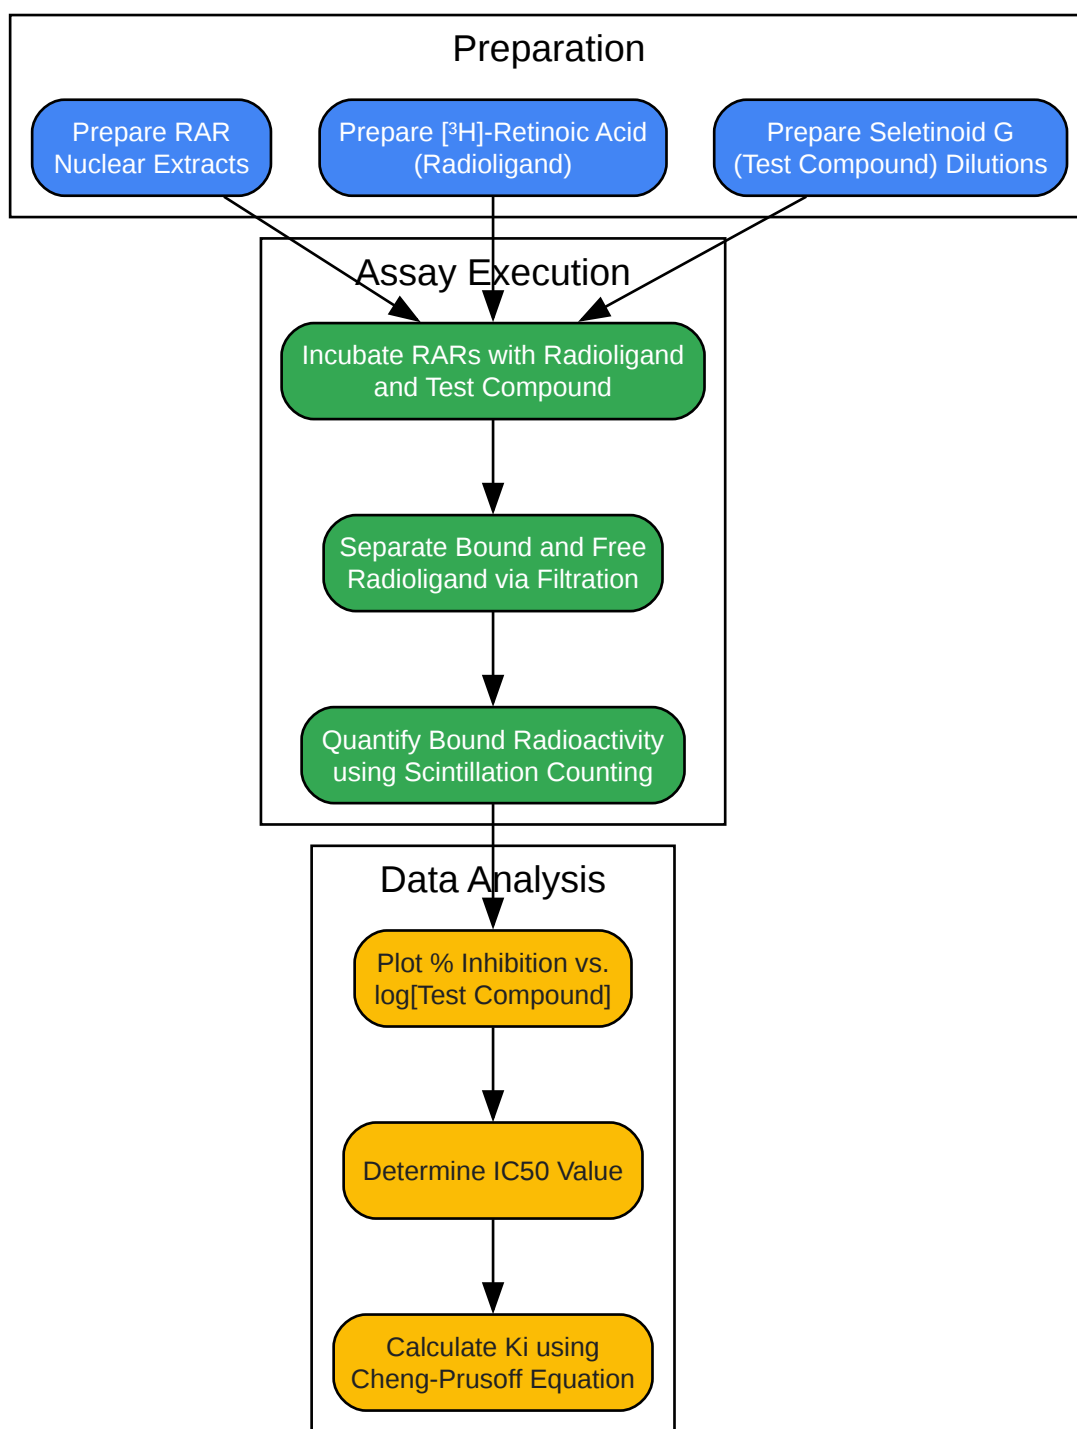 Preparation
Prepare RAR
Nuclear Extracts
Prepare [³H]-Retinoic Acid
(Radioligand)
Prepare Seletinoid G
(Test Compound) Dilutions
Assay Execution
Incubate RARs with Radioligand
and Test Compound
Separate Bound and Free
Radioligand via Filtration
Quantify Bound Radioactivity
using Scintillation Counting
Data Analysis
Plot % Inhibition vs.
log[Test Compound]
Determine IC50 Value
Calculate Ki using
Cheng-Prusoff Equation